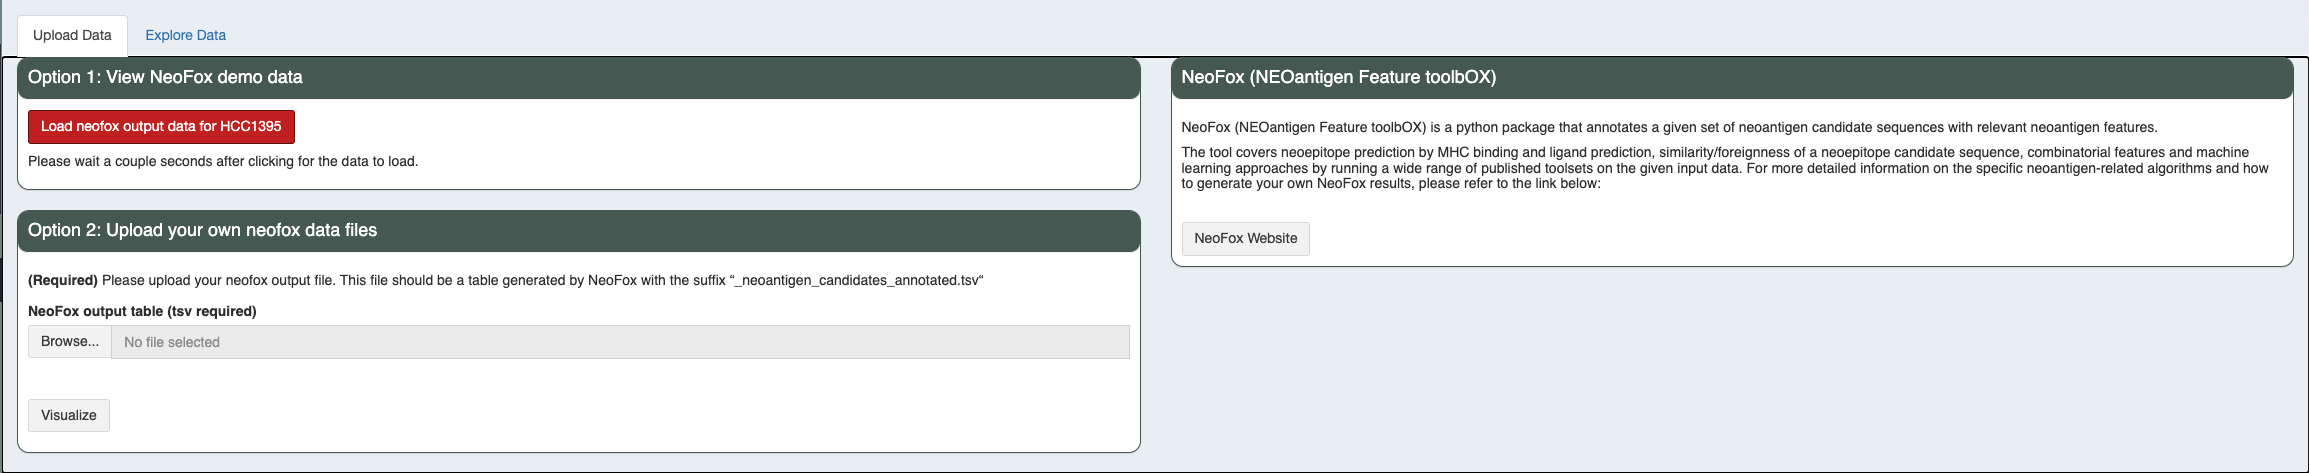 Upload Data
Explore Data
Option 1: View NeoFox demo data
Load neofox output data for HCC1395
Please wait a couple seconds after clicking for the data to load.
Option 2: Upload your own neofox data files
(Required) Please upload your neofox output file. This file should be a table generated by NeoFox with the suffix “_neoantigen_candidates_annotated.tsv“
NeoFox output table (tsv required)
Browse...
No file selected
Visualize
NeoFox (NEOantigen Feature toolbOX)
NeoFox (NEOantigen Feature toolbOX) is a python package that annotates a given set of neoantigen candidate sequences with relevant neoantigen features.
The tool covers neoepitope prediction by MHC binding and ligand prediction, similarity/foreignness of a neoepitope candidate sequence, combinatorial features and machine
learning approaches by running a wide range of published toolsets on the given input data. For more detailed information on the specific neoantigen-related algorithms and how
to generate your own NeoFox results, please refer to the link below:
NeoFox Website